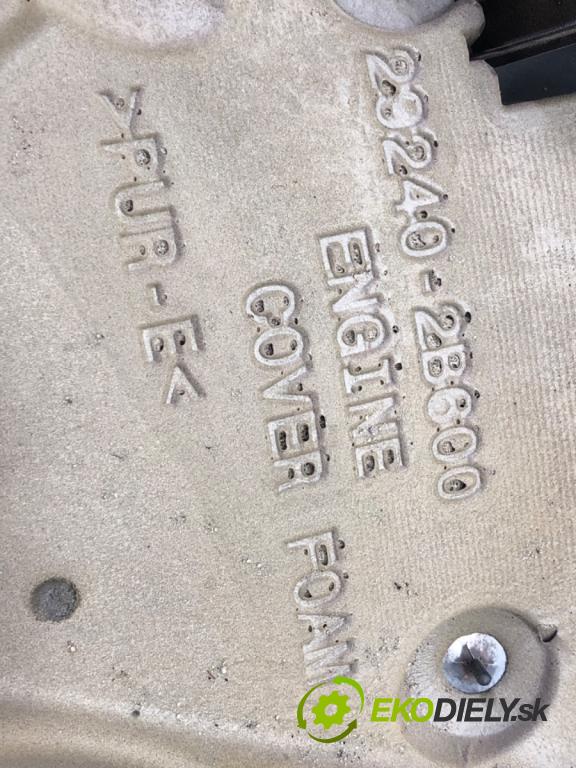 29240-2B600
ENGINE
COVER FOAM
>PUR-E<
EKODIELY.sk